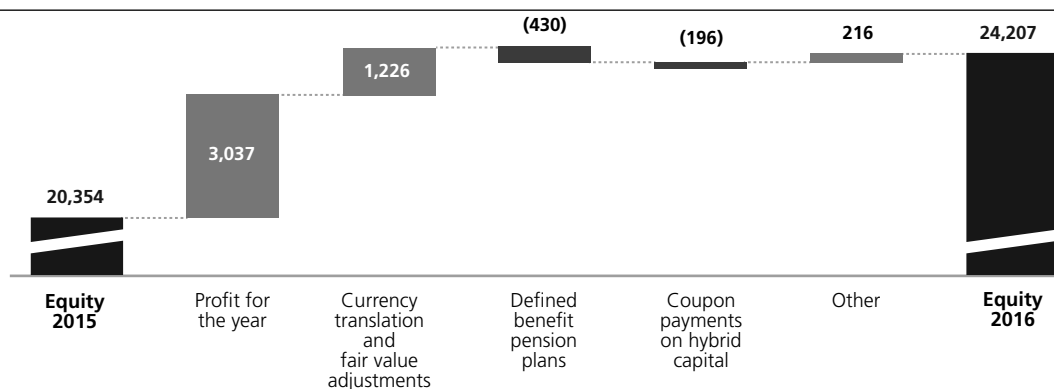 (430)
(196)
216
24,207
1,226
3,037
20,354
Equity
2015
Profit for
the year
Currency
translation
and
fair value
adjustments
Defined
benefit
pension
plans
Coupon
payments
on hybrid
capital
Other
Equity
2016